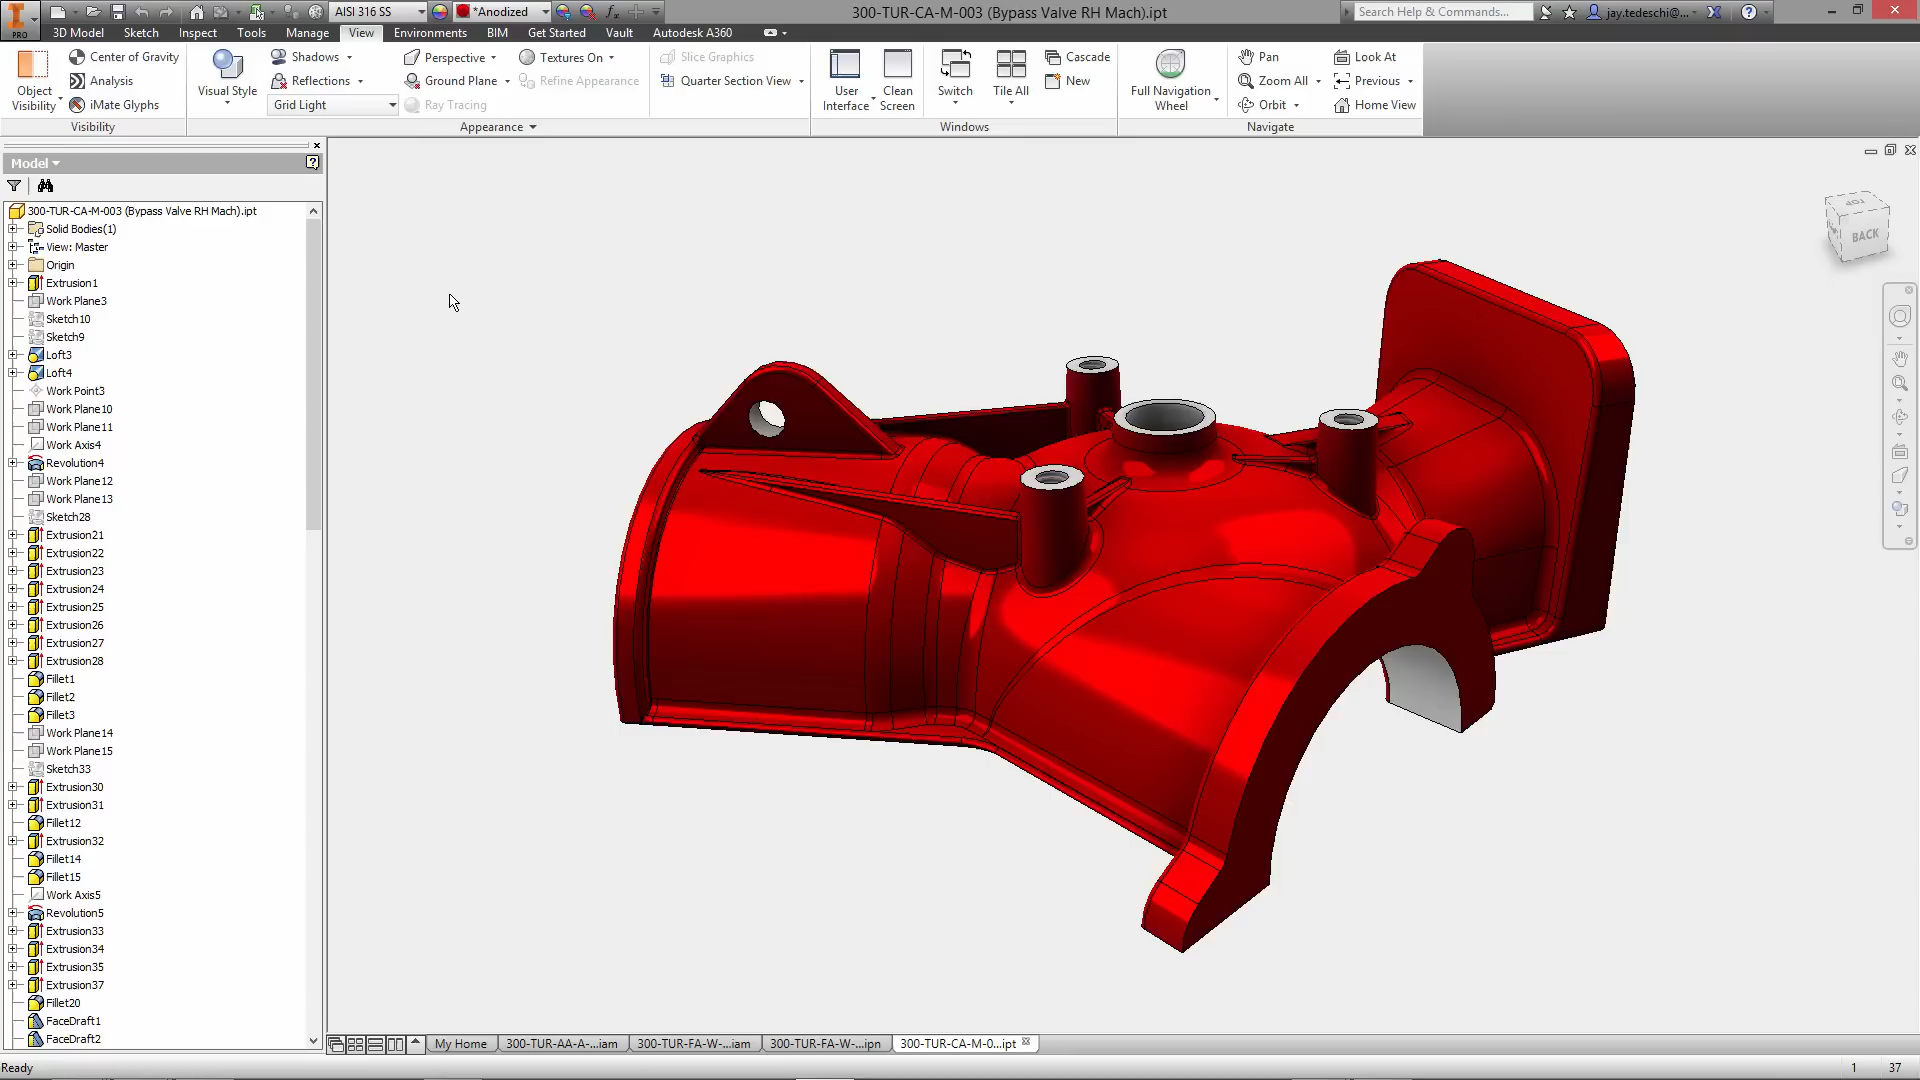 PRO
AISI 316 SS
*Anodized
300-TUR-CA-M-003 (Bypass Valve RH Mach).ipt
Search Help & Commands...
jay.tedeschi@...
3D Model
Sketch
Inspect
Tools
Manage
View
Environments
BIM
Get Started
Vault
Autodesk A360
Object
Visibility
Center of Gravity
Analysis
iMate Glyphs
Visibility
Visual Style
Shadows
Reflections
Grid Light
Perspective
Ground Plane
Ray Tracing
Textures On
Refine Appearance
Appearance
Slice Graphics
Quarter Section View
User
Interface
Clean
Screen
Switch
Tile All
Cascade
New
Windows
Full Navigation
Wheel
Pan
Zoom All
Orbit
Look At
Previous
Home View
Navigate
Model
300-TUR-CA-M-003 (Bypass Valve RH Mach).ipt
Solid Bodies(1)
View: Master
Origin
Extrusion1
Work Plane3
Sketch10
Sketch9
Loft3
Loft4
Work Point3
Work Plane10
Work Plane11
Work Axis4
Revolution4
Work Plane12
Work Plane13
Sketch28
Extrusion21
Extrusion22
Extrusion23
Extrusion24
Extrusion25
Extrusion26
Extrusion27
Extrusion28
Fillet1
Fillet2
Fillet3
Work Plane14
Work Plane15
Sketch33
Extrusion30
Extrusion31
Fillet12
Extrusion32
Fillet14
Fillet15
Work Axis5
Revolution5
Extrusion33
Extrusion34
Extrusion35
Extrusion37
Fillet20
FaceDraft1
FaceDraft2
BACK
My Home
300-TUR-AA-A-...iam
300-TUR-FA-W-...iam
300-TUR-FA-W-...ipn
300-TUR-CA-M-0...ipt
Ready
1
37